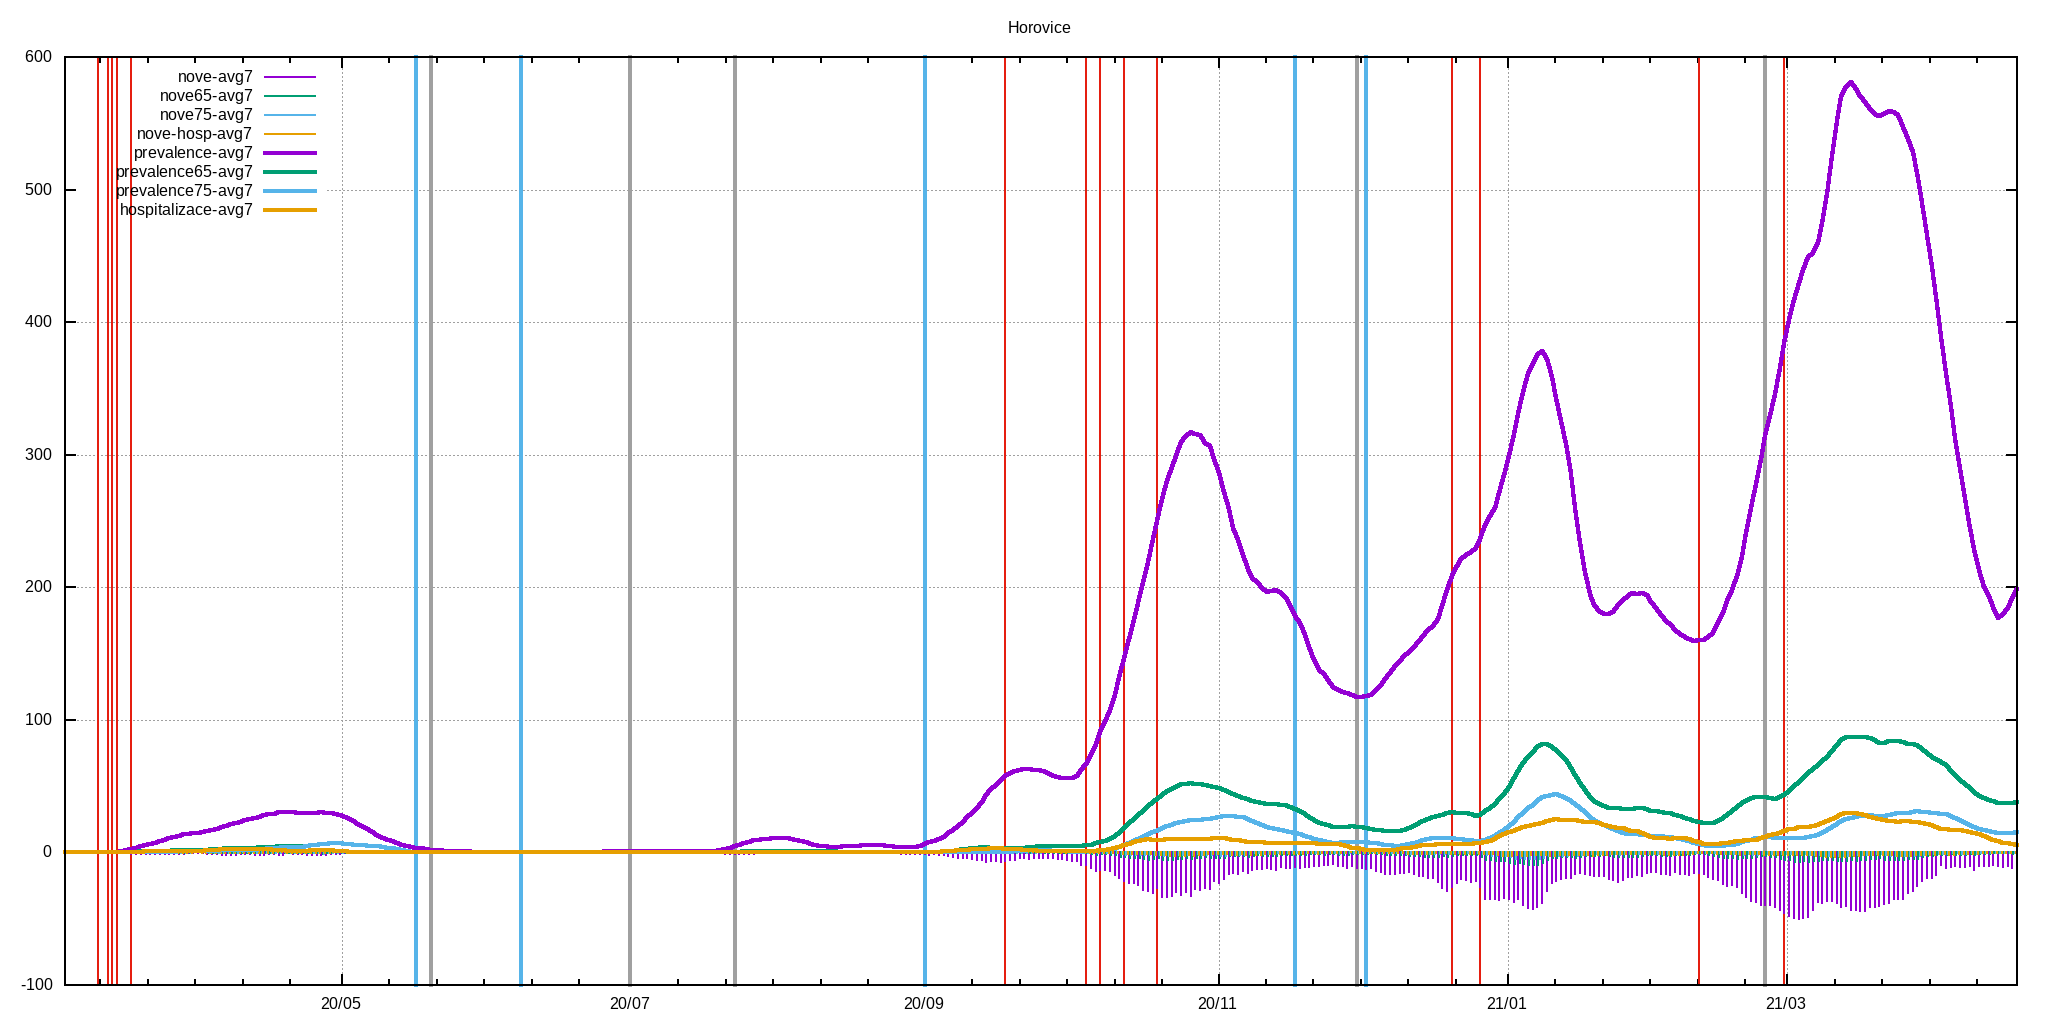 Horovice
600
500
400
300
200
100
0
-100
nove-avg7
nove65-avg7
nove75-avg7
nove-hosp-avg7
prevalence-avg7
prevalence65-avg7
prevalence75-avg7
hospitalizace-avg7
20/05 20/07 20/09 20/11 21/01 21/03